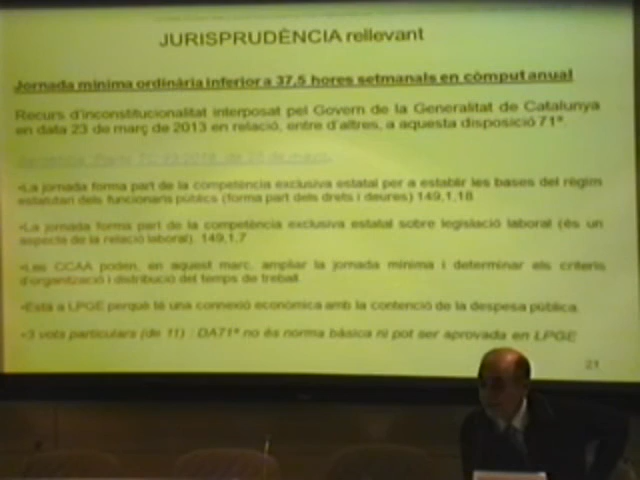 JURISPRUDÈNCIA rellevant
Jornada mínima ordinària inferior a 37,5 hores setmanals en còmput anual
Recurs d'inconstitucionalitat interposat pel Govern de la Generalitat de Catalunya
en data 23 de març de 2013 en relació, entre d'altres, a aquesta disposició 71ª.
•La jornada forma part de la competència exclusiva estatal per a establir les bases del règim
estatutari dels funcionaris públics (forma part dels drets i deures) 149,1,18
•La jornada forma part de la competència exclusiva estatal sobre legislació laboral (és un
aspecte de la relació laboral). 149,1,7
•Les CCAA poden, en aquest marc, ampliar la jornada mínima i determinar els criteris
d'organització i distribució del temps de treball.
•Està a LPGE perquè té una connexió econòmica amb la contenció de la despesa pública.
•3 vots particulars (de 11) : DA71ª no és norma bàsica ni pot ser aprovada en LPGE
21